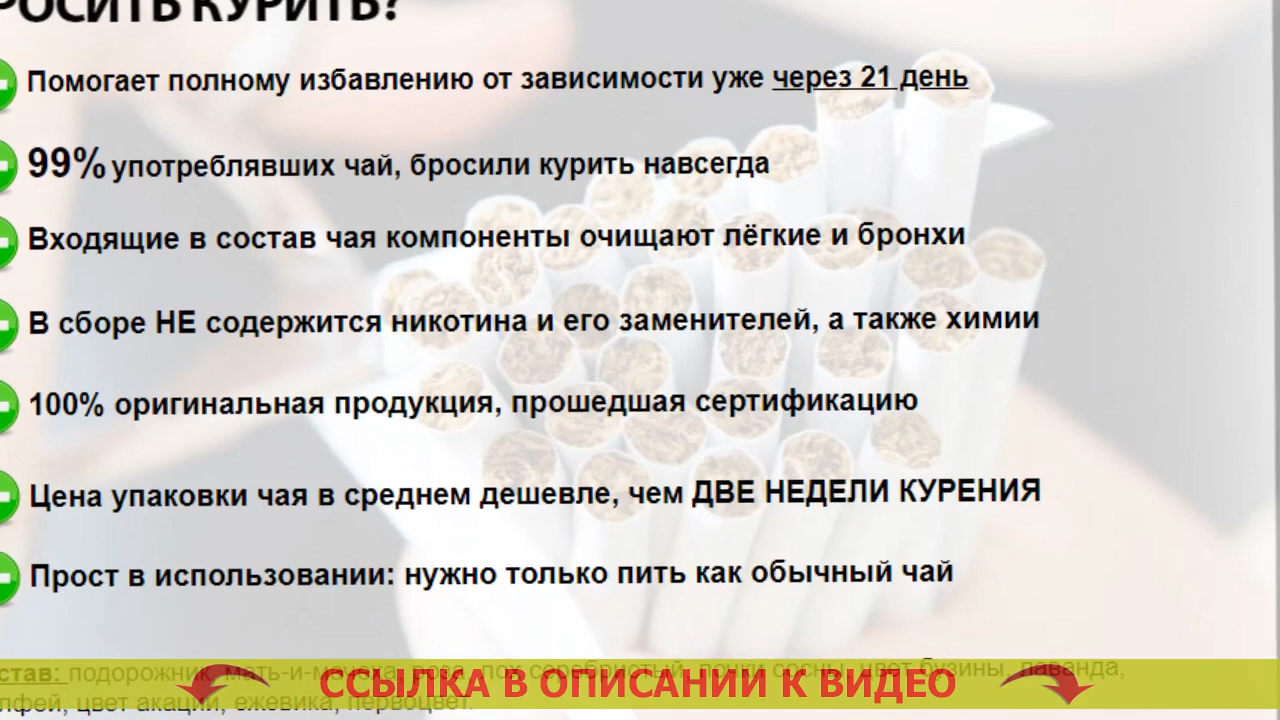 РОСИТЬ КУРИТЬ?
Помогает полному избавлению от зависимости уже через 21 день
99% употреблявших чай, бросили курить навсегда
Входящие в состав чая компоненты очищают лёгкие и бронхи
В сборе НЕ содержится никотина и его заменителей, а также химии
100% оригинальная продукция, прошедшая сертификацию
Цена упаковки чая в среднем дешевле, чем ДВЕ НЕДЕЛИ КУРЕНИЯ
Прост в использовании: нужно только пить как обычный чай
став: подорожник, мать-и-мачеха, роза, лох серебристый, почки сосны, цвет бузины, лаванда,
ССЫЛКА В ОПИСАНИИ К ВИДЕО
лфей, цвет акации, ежевика, первоцвет.